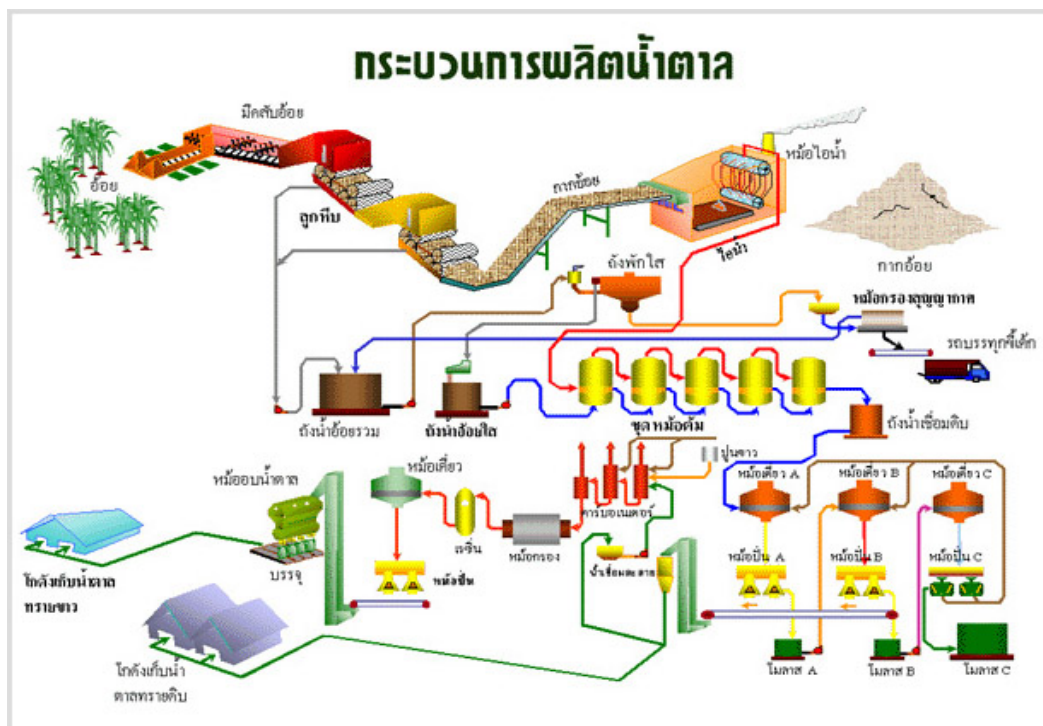 กระบวนการผลิตน้ำตาล
มีดสับอ้อย
อ้อย
ลูกหีบ
กากอ้อย
หม้อไอน้ำ
ไอน้ำ
กากอ้อย
ถังพักใส
หม้อกรองสุญญากาศ
รถบรรทุกขี้เค้ก
ถังน้ำอ้อยรวม
ถังน้ำอ้อยใส
ชุดหม้อต้ม
ถังน้ำเชื่อมดิบ
หม้ออบน้ำตาล
หม้อเคี่ยว
ปูนขาว
คาร์บอเนเตอร์
เรซิ่น
หม้อกรอง
น้ำเชื่อมละลาย
หม้อปั่น
บรรจุ
โกดังเก็บน้ำตาล
ทรายขาว
โกดังเก็บน้ำ
ตาลทรายดิบ
หม้อเคี่ยว A
หม้อเคี่ยว B
หม้อเคี่ยว C
หม้อปั่น A
หม้อปั่น B
หม้อปั่น C
โมลาส A
โมลาส B
โมลาส C